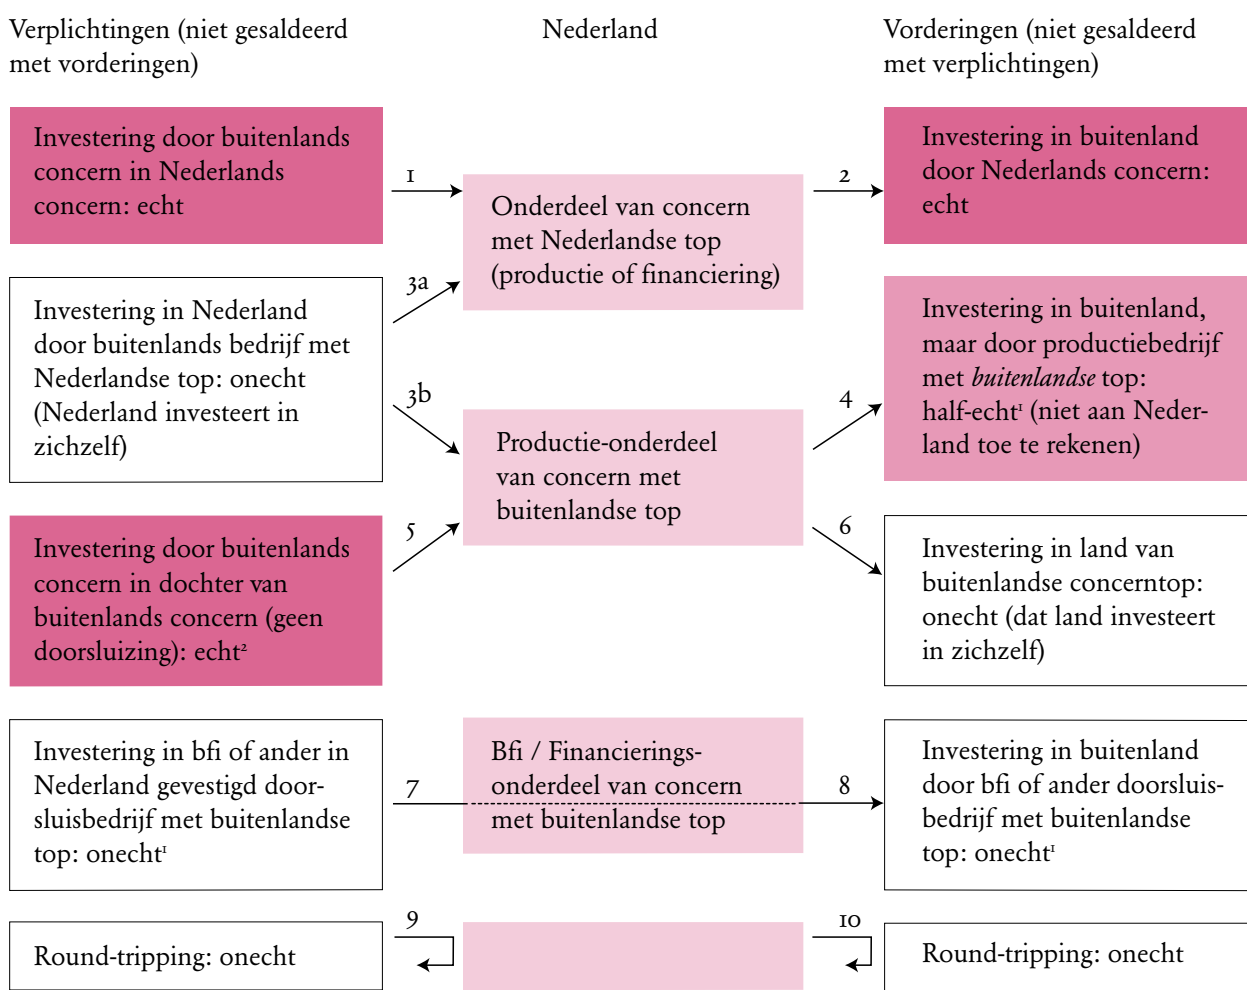 Verplichtingen (niet gesaldeerd
met vorderingen)
Nederland
Vorderingen (niet gesaldeerd
met verplichtingen)
Investering door buitenlands
concern in Nederlands
concern: echt
1
Onderdeel van concern
met Nederlandse top
(productie of financiering)
2
Investering in buitenland
door Nederlands concern:
echt
Investering in Nederland
door buitenlands bedrijf met
Nederlandse top: onecht
(Nederland investeert in
zichzelf)
3a
3b
Productie-onderdeel
van concern met
buitenlandse top
4
Investering in buitenland,
maar door productiebedrijf
met buitenlandse top:
half-echt¹ (niet aan Neder-
land toe te rekenen)
Investering door buitenlands
concern in dochter van
buitenlands concern (geen
doorsluizing): echt²
5
6
Investering in land van
buitenlandse concerntop:
onecht (dat land investeert
in zichzelf)
Investering in bfi of ander in
Nederland gevestigd door-
sluisbedrijf met buitenlandse
top: onecht¹
7
Bfi / Financierings-
onderdeel van concern
met buitenlandse top
8
Investering in buitenland
door bfi of ander doorsluis-
bedrijf met buitenlandse
top: onecht¹
Round-tripping: onecht
9
10
Round-tripping: onecht